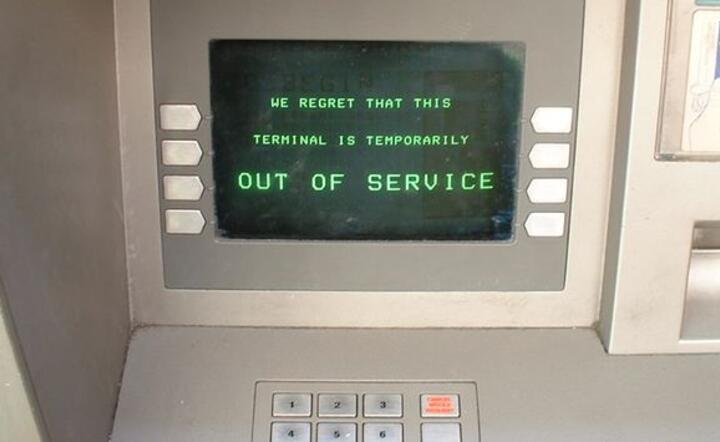 WE REGRET THAT THIS
TERMINAL IS TEMPORARILY
OUT OF SERVICE
1 2 3
4 5 6